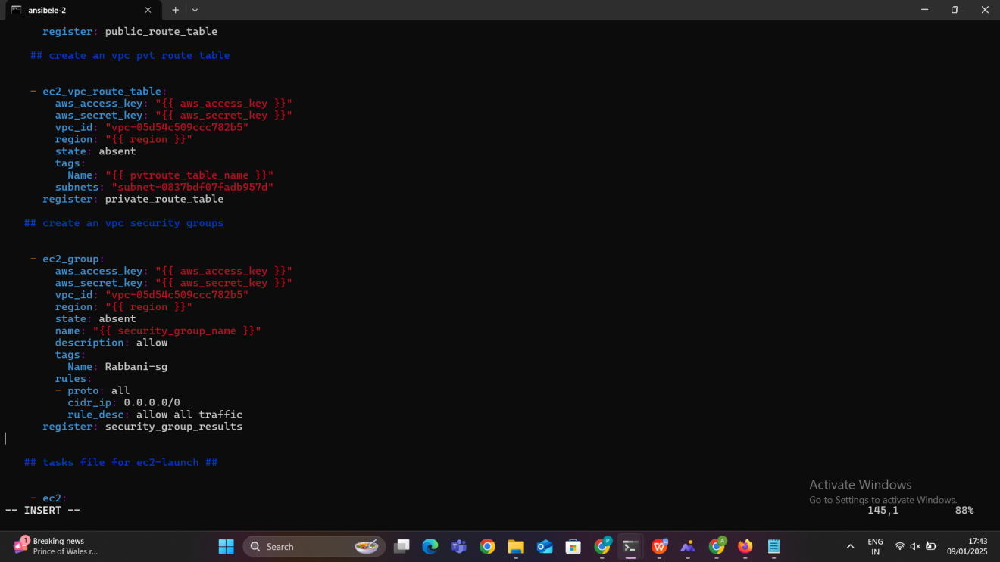 ansibele-2
register: public_route_table
## create an vpc pvt route table
- ec2_vpc_route_table:
aws_access_key: "{{ aws_access_key }}"
aws_secret_key: "{{ aws_secret_key }}"
vpc_id: "vpc-05d54c509ccc782b5"
region: "{{ region }}"
state: absent
tags:
Name: "{{ pvtroute_table_name }}"
subnets: "subnet-0837bdf07fadb957d"
register: private_route_table
## create an vpc security groups
- ec2_group:
aws_access_key: "{{ aws_access_key }}"
aws_secret_key: "{{ aws_secret_key }}"
vpc_id: "vpc-05d54c509ccc782b5"
region: "{{ region }}"
state: absent
name: "{{ security_group_name }}"
description: allow
tags:
Name: Rabbani-sg
rules:
- proto: all
cidr_ip: 0.0.0.0/0
rule_desc: allow all traffic
register: security_group_results
## tasks file for ec2-launch ##
- ec2:
-- INSERT --
145,1
88%
Activate Windows
Go to Settings to activate Windows.
1
Breaking news
Prince of Wales r...
Search
P
A
ENG
IN
17:43
09/01/2025